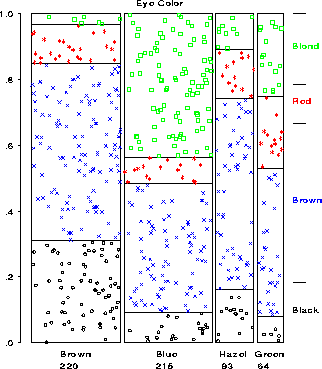 Eye Color
1.0
.8
.6
.4
.2
.0
Blond
Red
Brown
Black
Brown Blue Hazel Green
220 215 93 64